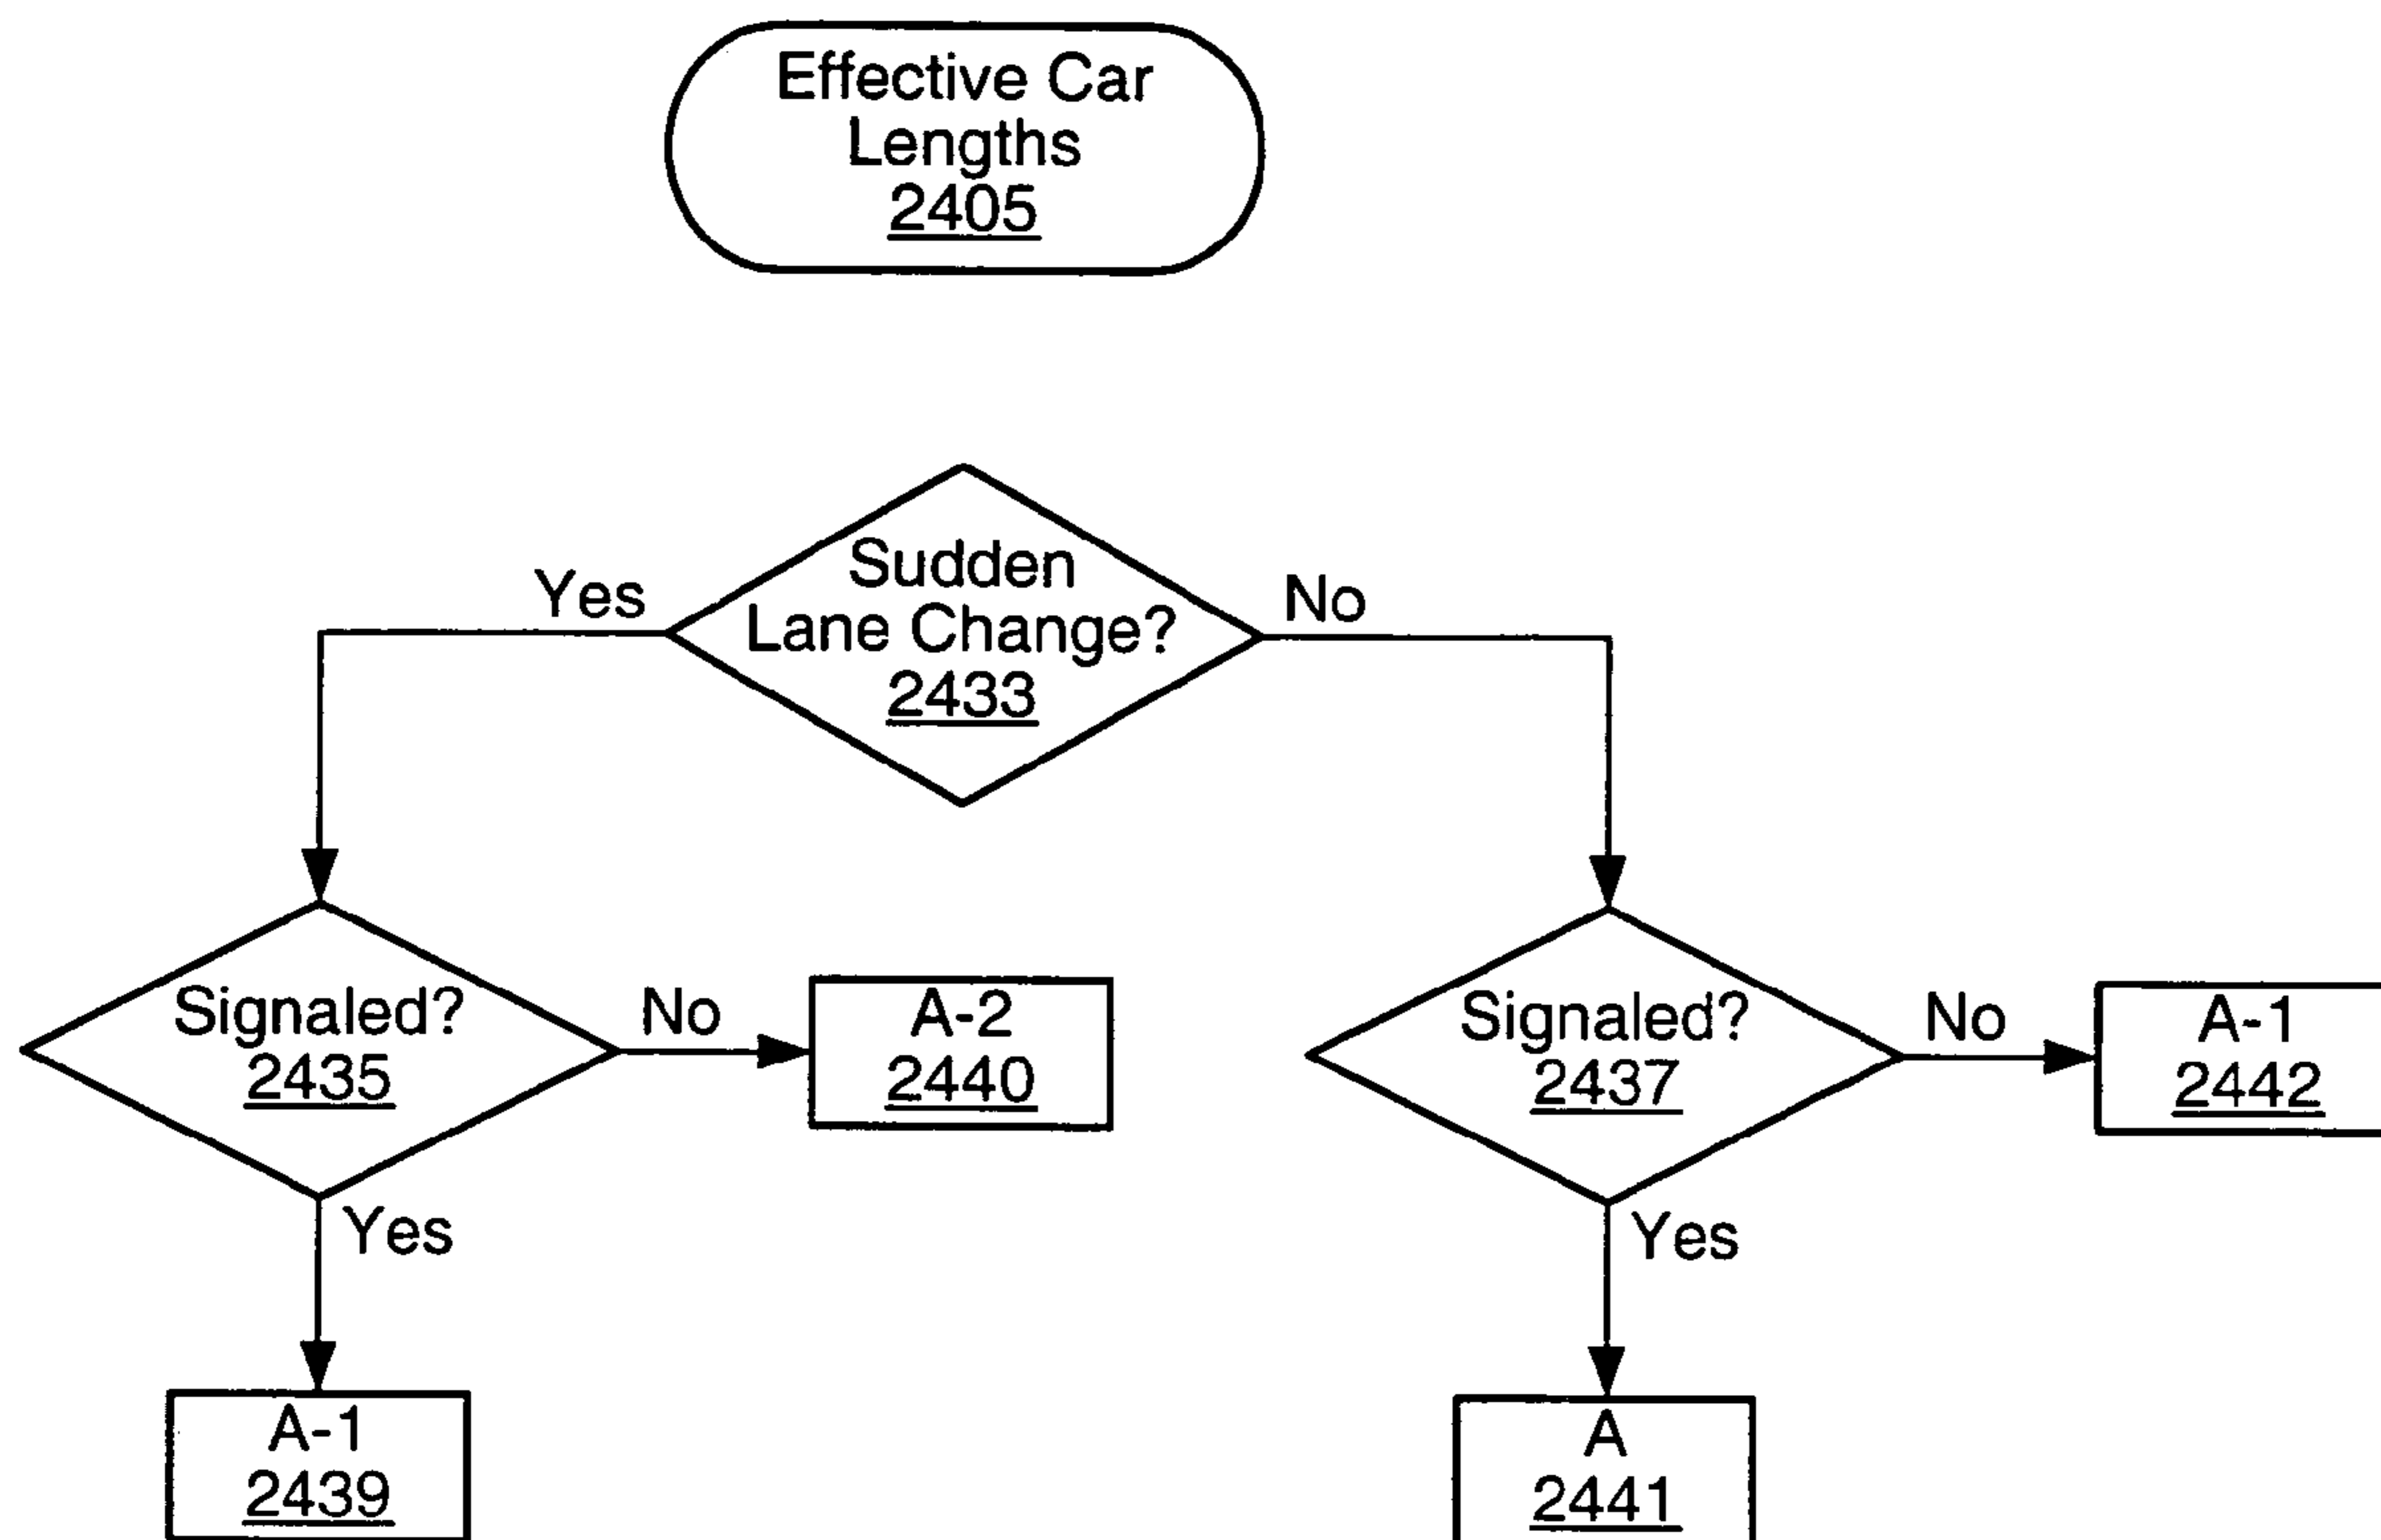 Effective Car
Lengths
2405
Sudden
Lane Change?
2433
Yes
No
Signaled?
2435
No
A-2
2440
Signaled?
2437
No
A-1
2442
Yes
Yes
A-1
2439
A
2441